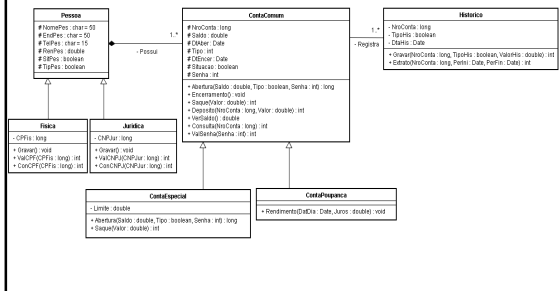 Pessoa
# NomePes : char = 50
# EndPes : char = 50
# TelPes : char = 15
# RenPes : double
# SitPes : boolean
# TipPes : boolean
1..*
- Possui
ContaComum
# NroConta : long
# Saldo : double
# DtAber : Date
# Tipo : int
# DtEncer : Date
# Situacao : boolean
# Senha : int
+ Abertura(Saldo : double, Tipo : boolean, Senha : int) : long
+ Encerramento() : void
+ Saque(Valor : double) : int
+ Deposito(NroConta : long, Valor : double) : int
+ VerSaldo() : double
+ Consulta(NroConta : long) : int
+ ValSenha(Senha : int) : int
1..*
- Registra
Historico
- NroConta : long
- TipoHis : boolean
- DtaHis : Date
+ Gravar(NroConta : long, TipoHis : boolean, ValorHis : double) : int
+ Extrato(NroConta : long, PerIni : Date, PerFin : Date) : int
Fisica
- CPFis : long
+ Gravar() : void
+ ValCPF(CPFis : long) : int
+ ConCPF(CPFis : long) : int
Juridica
- CNPJur : long
+ Gravar() : void
+ ValCNPJ(CNPJur : long) : int
+ ConCNPJ(CNPJur : long) : int
ContaEspecial
- Limite : double
+ Abertura(Saldo : double, Tipo : boolean, Senha : int) : long
+ Saque(Valor : double) : int
ContaPoupanca
+ Rendimento(DatDia : Date, Juros : double) : void